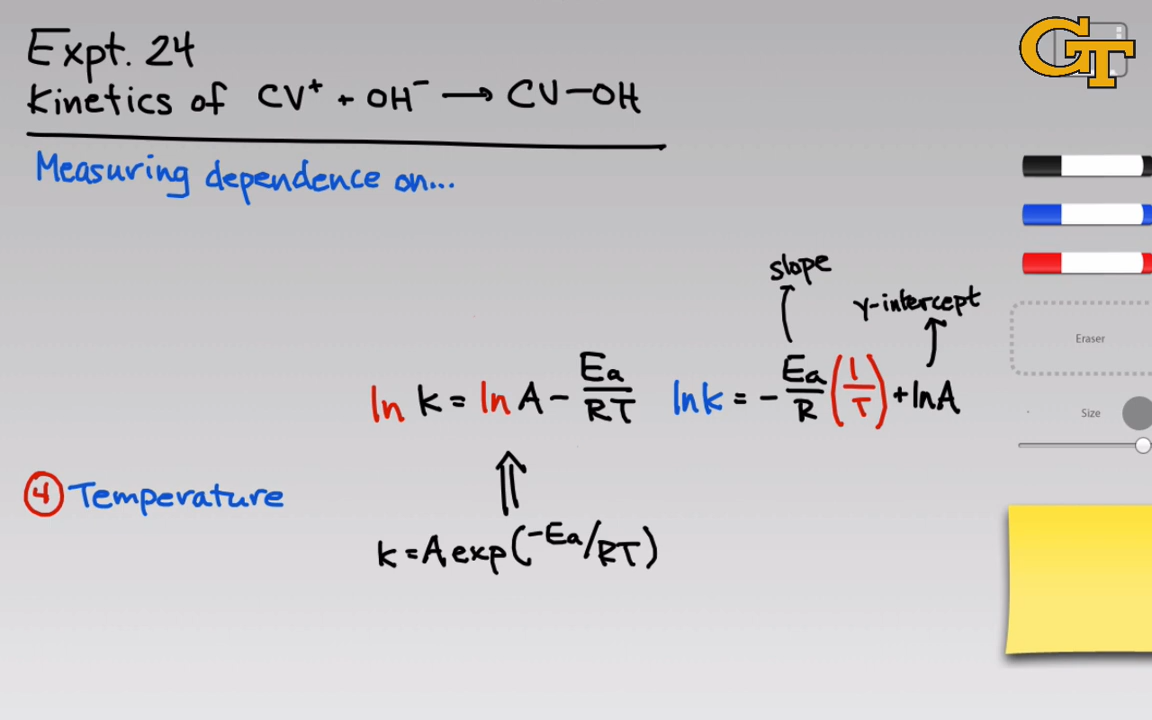 Expt. 24
GT
Kinetics of CV⁺ + OH⁻ → CV−OH
Measuring dependence on...
slope
y-intercept
ln k = ln A − Ea/RT
ln k = − Ea/R (1/T) + ln A
④ Temperature
k = A exp(−Ea/RT)
Eraser
Size